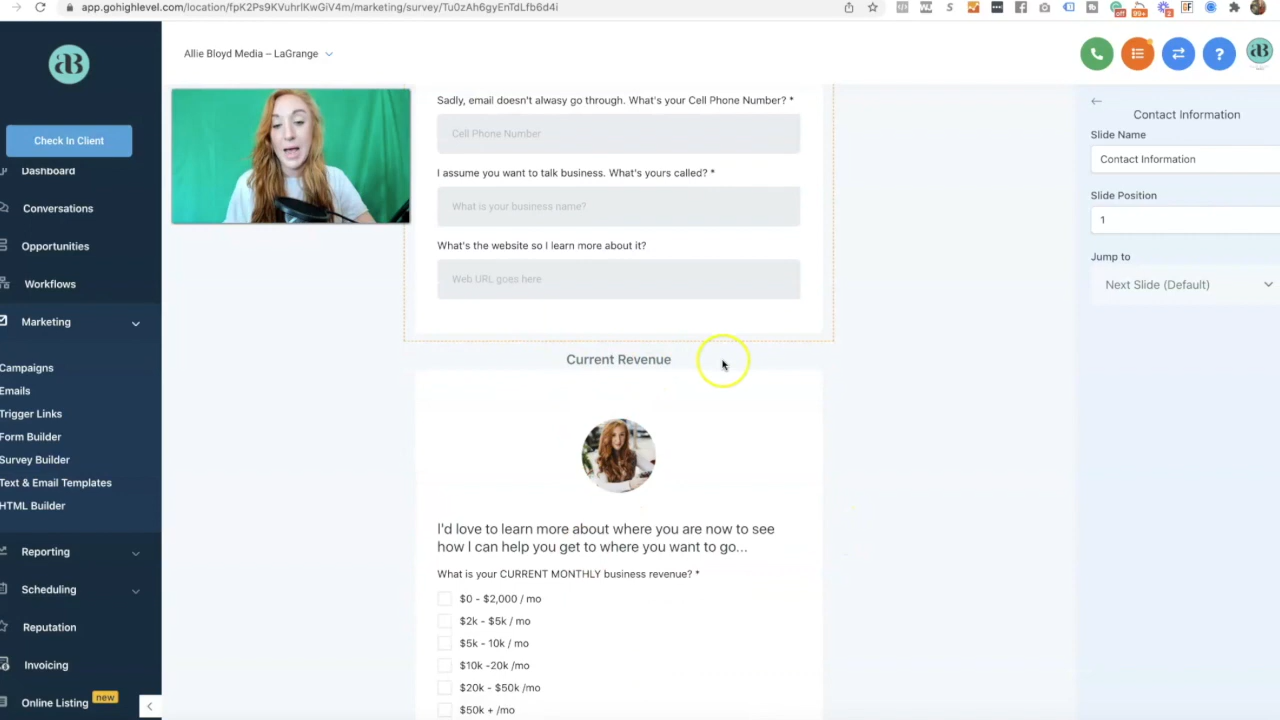 app.gohighlevel.com/location/fpK2Ps9KVuhrlKwGiV4m/marketing/survey/Tu0zAh6gyEnTdLfb6d4i
off
99+
2
GF
ab
Allie Bloyd Media – LaGrange
?
ab
Check In Client
Dashboard
Conversations
Opportunities
Workflows
Marketing
Campaigns
Emails
Trigger Links
Form Builder
Survey Builder
Text & Email Templates
HTML Builder
Reporting
Scheduling
Reputation
Invoicing
Online Listing new
Sadly, email doesn't alwasy go through. What's your Cell Phone Number? *
Cell Phone Number
I assume you want to talk business. What's yours called? *
What is your business name?
What's the website so I learn more about it?
Web URL goes here
Current Revenue
I'd love to learn more about where you are now to see
how I can help you get to where you want to go...
What is your CURRENT MONTHLY business revenue? *
$0 - $2,000 / mo
$2k - $5k / mo
$5k - 10k / mo
$10k -20k /mo
$20k - $50k /mo
$50k + /mo
Contact Information
Slide Name
Contact Information
Slide Position
1
Jump to
Next Slide (Default)